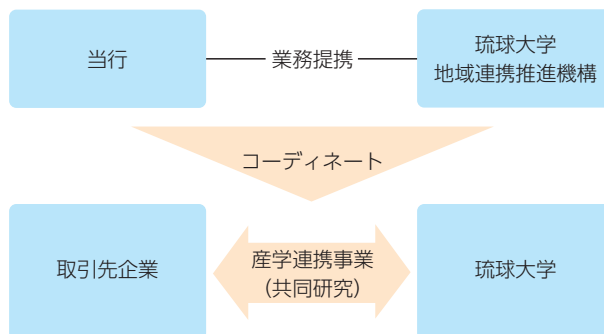 当行
業務提携
琉球大学
地域連携推進機構
コーディネート
取引先企業
産学連携事業
(共同研究)
琉球大学